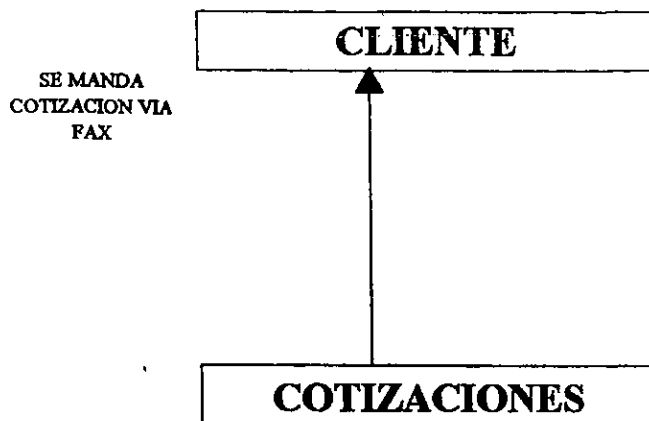 CLIENTE
SE MANDA
COTIZACION VIA
FAX
COTIZACIONES